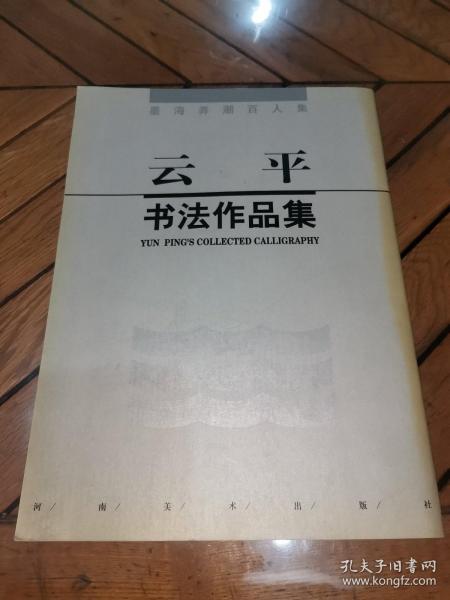 墨海弄潮百人集
云平
书法作品集
YUN PING'S COLLECTED CALLIGRAPHY
河/南/美/术/出/版/社
孔夫子旧书网
www.kongfz.com